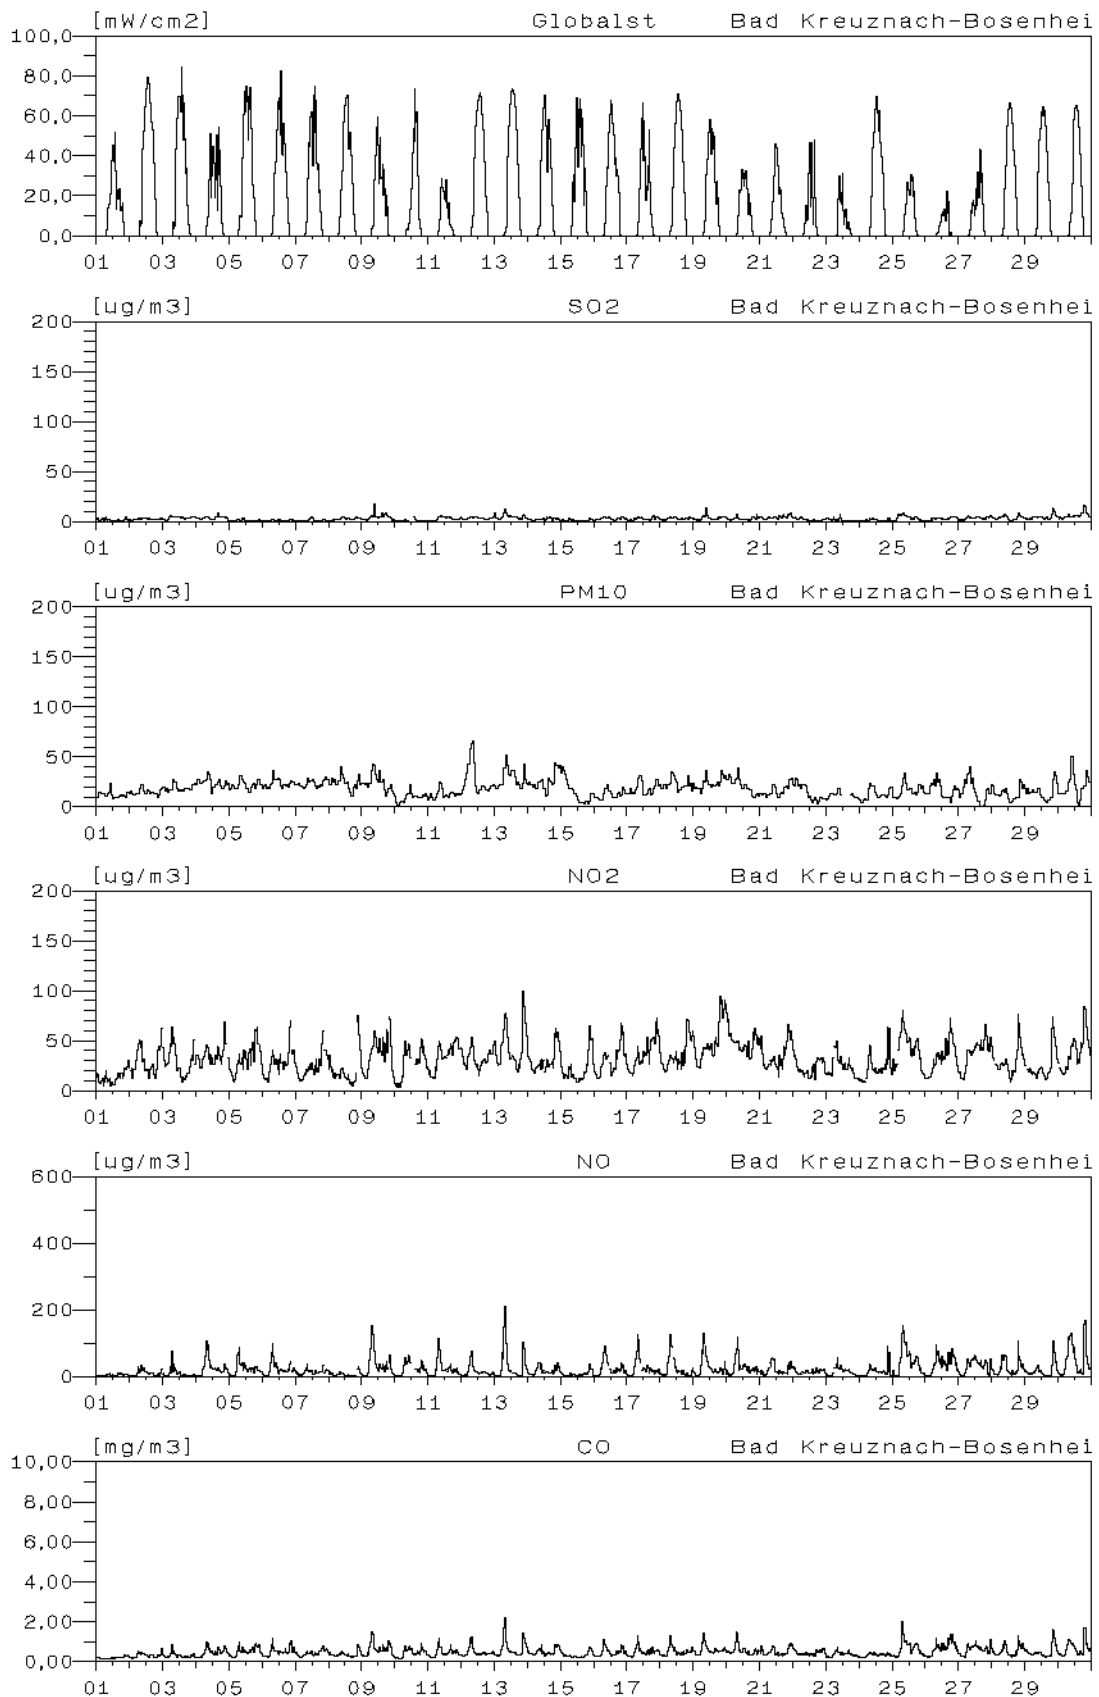 [mW/cm2] Globalst Bad Kreuznach-Bosenhei
100,0
80,0
60,0
40,0
20,0
0,0
01 03 05 07 09 11 13 15 17 19 21 23 25 27 29
[ug/m3] SO2 Bad Kreuznach-Bosenhei
200
150
100
50
0
01 03 05 07 09 11 13 15 17 19 21 23 25 27 29
[ug/m3] PM10 Bad Kreuznach-Bosenhei
200
150
100
50
0
01 03 05 07 09 11 13 15 17 19 21 23 25 27 29
[ug/m3] NO2 Bad Kreuznach-Bosenhei
200
150
100
50
0
01 03 05 07 09 11 13 15 17 19 21 23 25 27 29
[ug/m3] NO Bad Kreuznach-Bosenhei
600
400
200
0
01 03 05 07 09 11 13 15 17 19 21 23 25 27 29
[mg/m3] CO Bad Kreuznach-Bosenhei
10,00
8,00
6,00
4,00
2,00
0,00
01 03 05 07 09 11 13 15 17 19 21 23 25 27 29